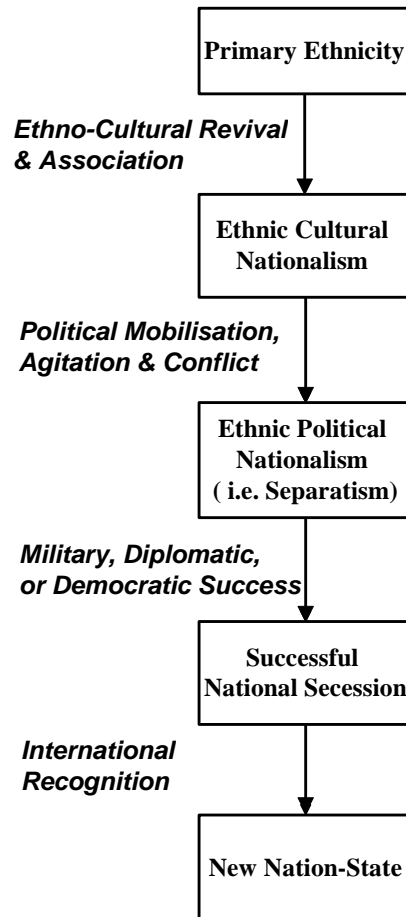 Primary Ethnicity
Ethno-Cultural Revival
& Association
Ethnic Cultural
Nationalism
Political Mobilisation,
Agitation & Conflict
Ethnic Political
Nationalism
( i.e. Separatism)
Military, Diplomatic,
or Democratic Success
Successful
National Secession
International
Recognition
New Nation-State